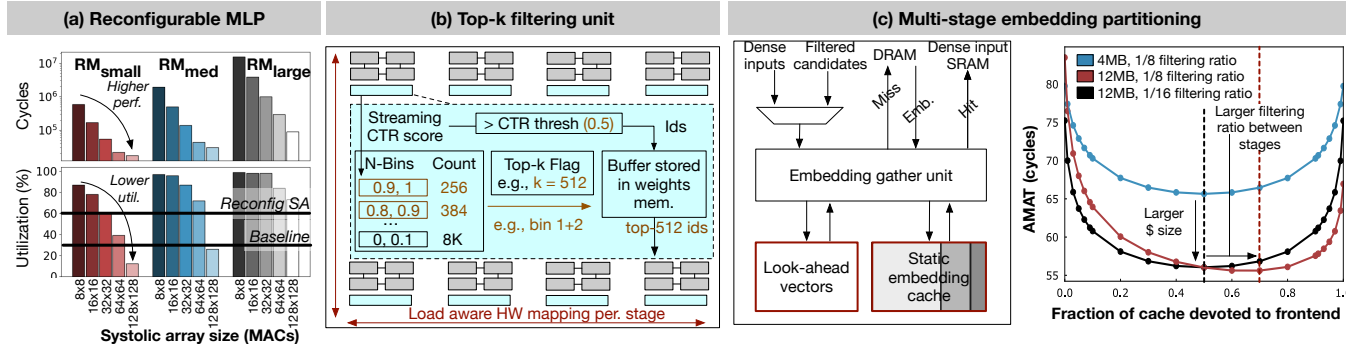 (a) Reconfigurable MLP
Cycles
10^7
10^6
10^5
RM_small
RM_med
RM_large
Higher
perf.
Utilization (%)
100
80
60
40
20
0
Lower
util.
Reconfig SA
Baseline
8x8
16x16
32x32
64x64
128x128
8x8
16x16
32x32
64x64
128x128
8x8
16x16
32x32
64x64
128x128
Systolic array size (MACs)
(b) Top-k filtering unit
Streaming
CTR score
> CTR thresh (0.5)
Ids
N-Bins
Count
0.9, 1
256
0.8, 0.9
384
...
0, 0.1
8K
Top-k Flag
e.g., k = 512
e.g., bin 1+2
Buffer stored
in weights
mem.
top-512 ids
Load aware HW mapping per. stage
(c) Multi-stage embedding partitioning
Dense
inputs
Filtered
candidates
DRAM
Dense input
SRAM
Miss
Emb.
Hit
Embedding gather unit
Look-ahead
vectors
Static
embedding
cache
AMAT (cycles)
80
75
70
65
60
55
4MB, 1/8 filtering ratio
12MB, 1/8 filtering ratio
12MB, 1/16 filtering ratio
Larger filtering
ratio between
stages
Larger
$ size
0.0
0.2
0.4
0.6
0.8
1.0
Fraction of cache devoted to frontend